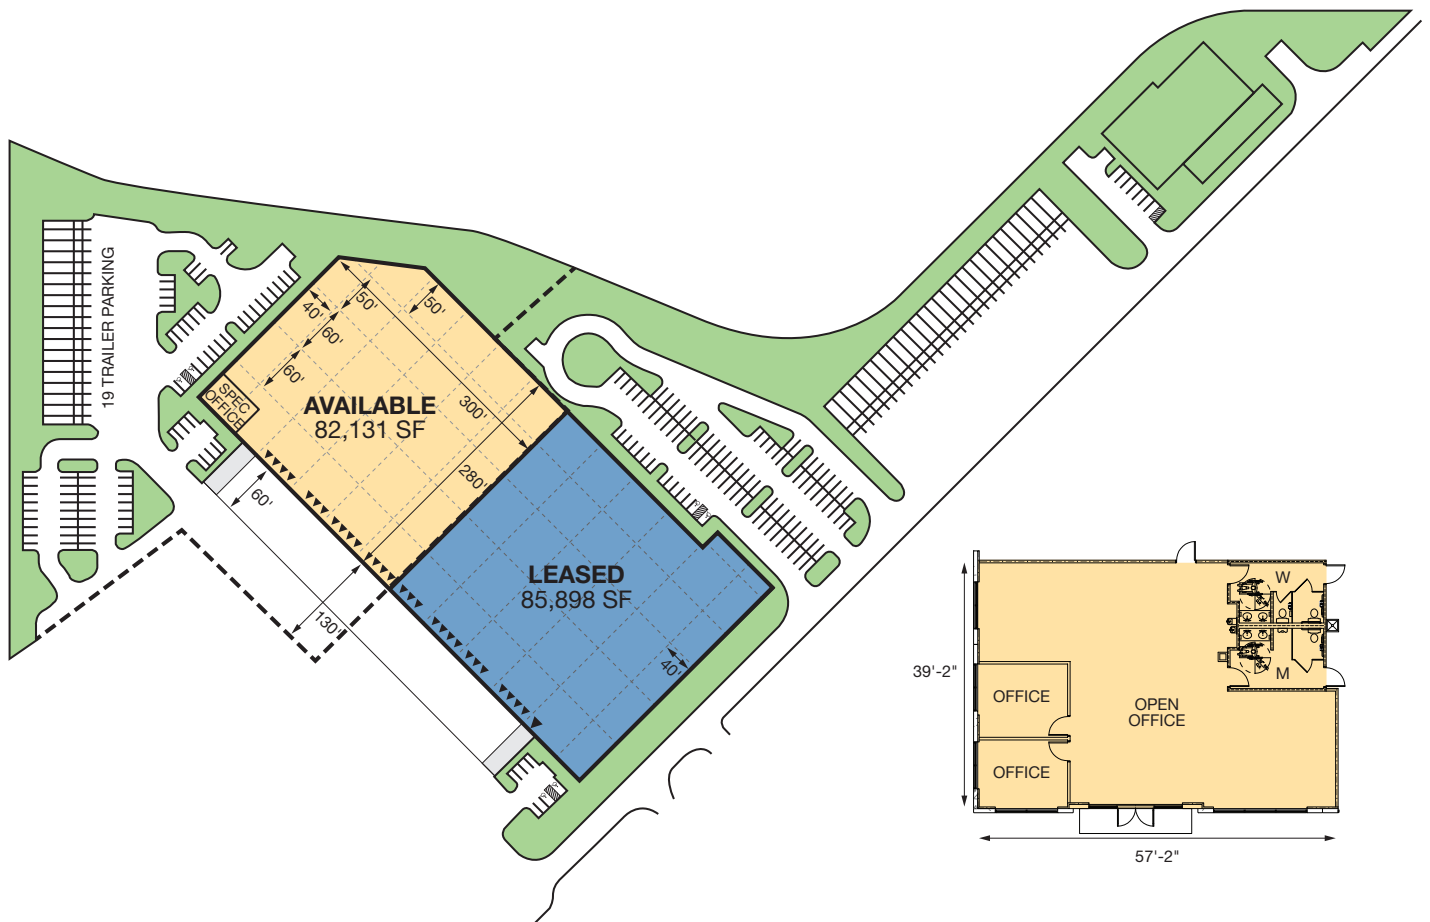 19 TRAILER PARKING
40'
50'
50'
60'
60'
SPEC
OFFICE
AVAILABLE
82,131 SF
300'
280'
60'
130'
LEASED
85,898 SF
40'
39'-2"
W
M
OFFICE
OPEN
OFFICE
OFFICE
57'-2"